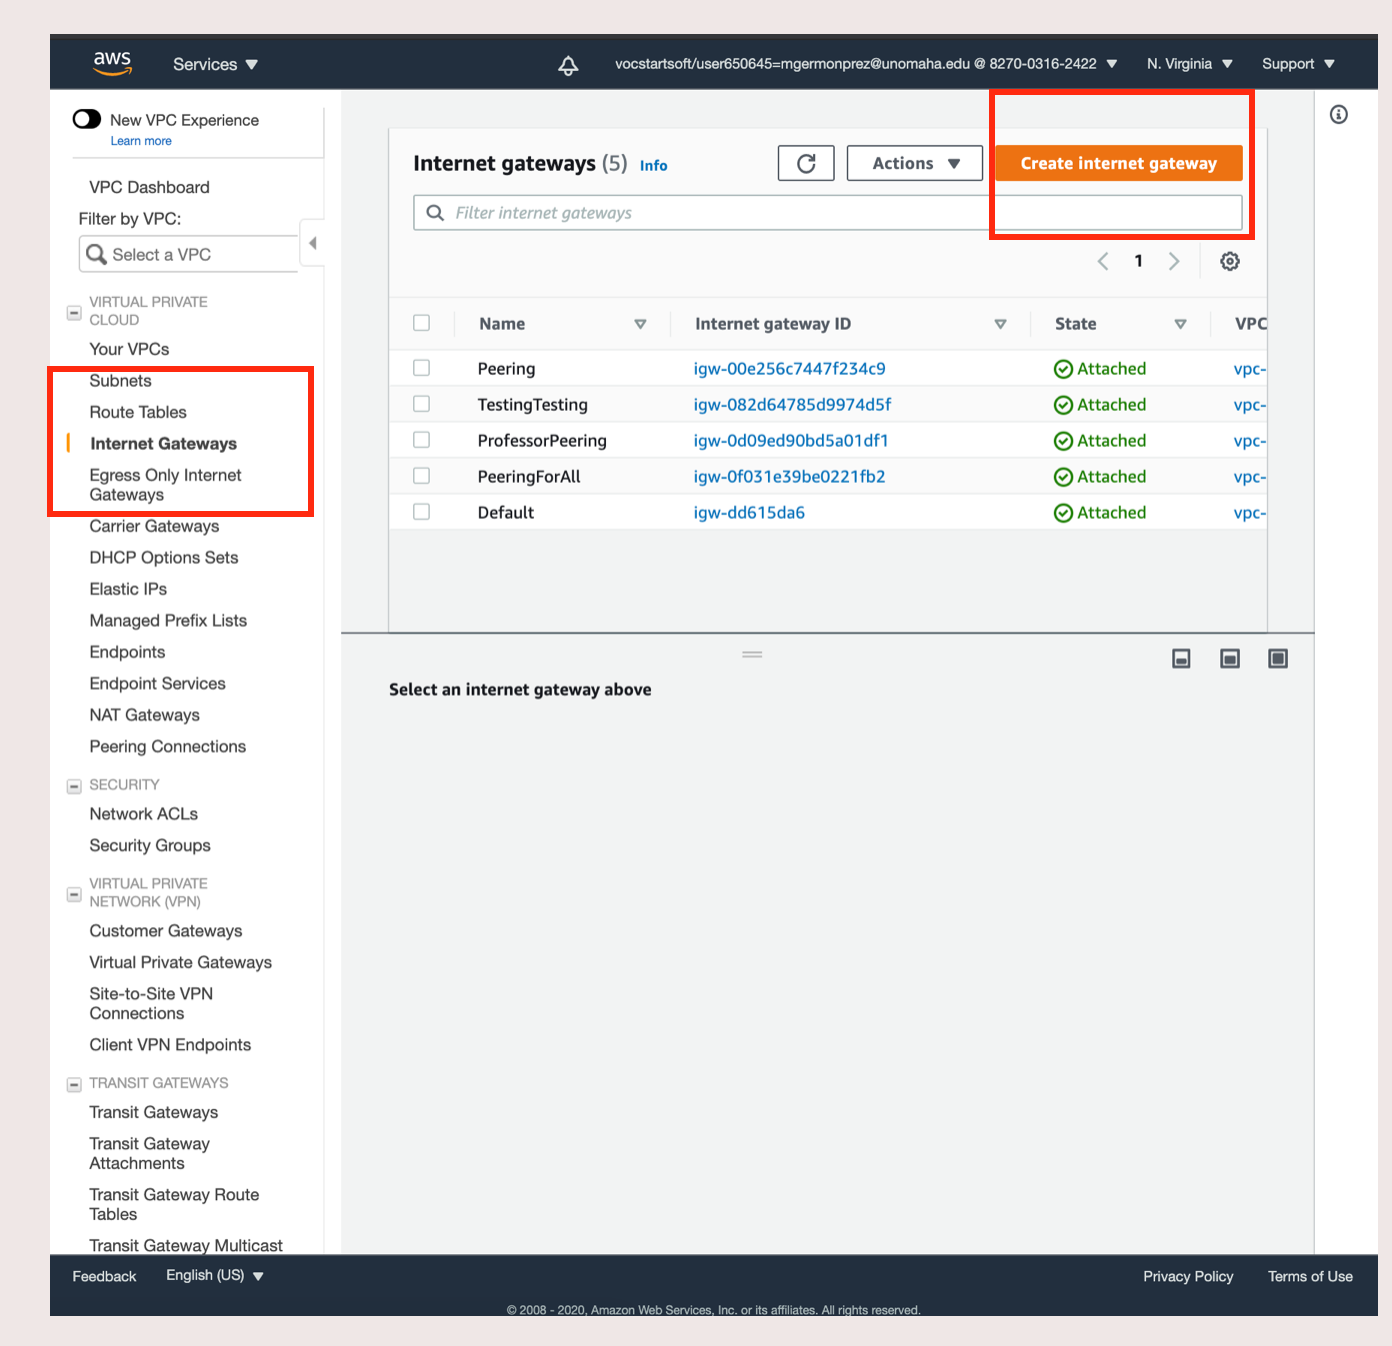 aws Services vocstartsoft/user650645=mgermonprez@unomaha.edu @ 8270-0316-2422 N. Virginia Support
New VPC Experience
Learn more
VPC Dashboard
Filter by VPC:
Select a VPC
VIRTUAL PRIVATE
CLOUD
Your VPCs
Subnets
Route Tables
Internet Gateways
Egress Only Internet
Gateways
Carrier Gateways
DHCP Options Sets
Elastic IPs
Managed Prefix Lists
Endpoints
Endpoint Services
NAT Gateways
Peering Connections
SECURITY
Network ACLs
Security Groups
VIRTUAL PRIVATE
NETWORK (VPN)
Customer Gateways
Virtual Private Gateways
Site-to-Site VPN
Connections
Client VPN Endpoints
TRANSIT GATEWAYS
Transit Gateways
Transit Gateway
Attachments
Transit Gateway Route
Tables
Transit Gateway Multicast
Internet gateways (5) Info Actions Create internet gateway
Filter internet gateways
1
Name Internet gateway ID State VPC
Peering igw-00e256c7447f234c9 Attached vpc-
TestingTesting igw-082d64785d9974d5f Attached vpc-
ProfessorPeering igw-0d09ed90bd5a01df1 Attached vpc-
PeeringForAll igw-0f031e39be0221fb2 Attached vpc-
Default igw-dd615da6 Attached vpc-
Select an internet gateway above
Feedback English (US) Privacy Policy Terms of Use
© 2008 - 2020, Amazon Web Services, Inc. or its affiliates. All rights reserved.